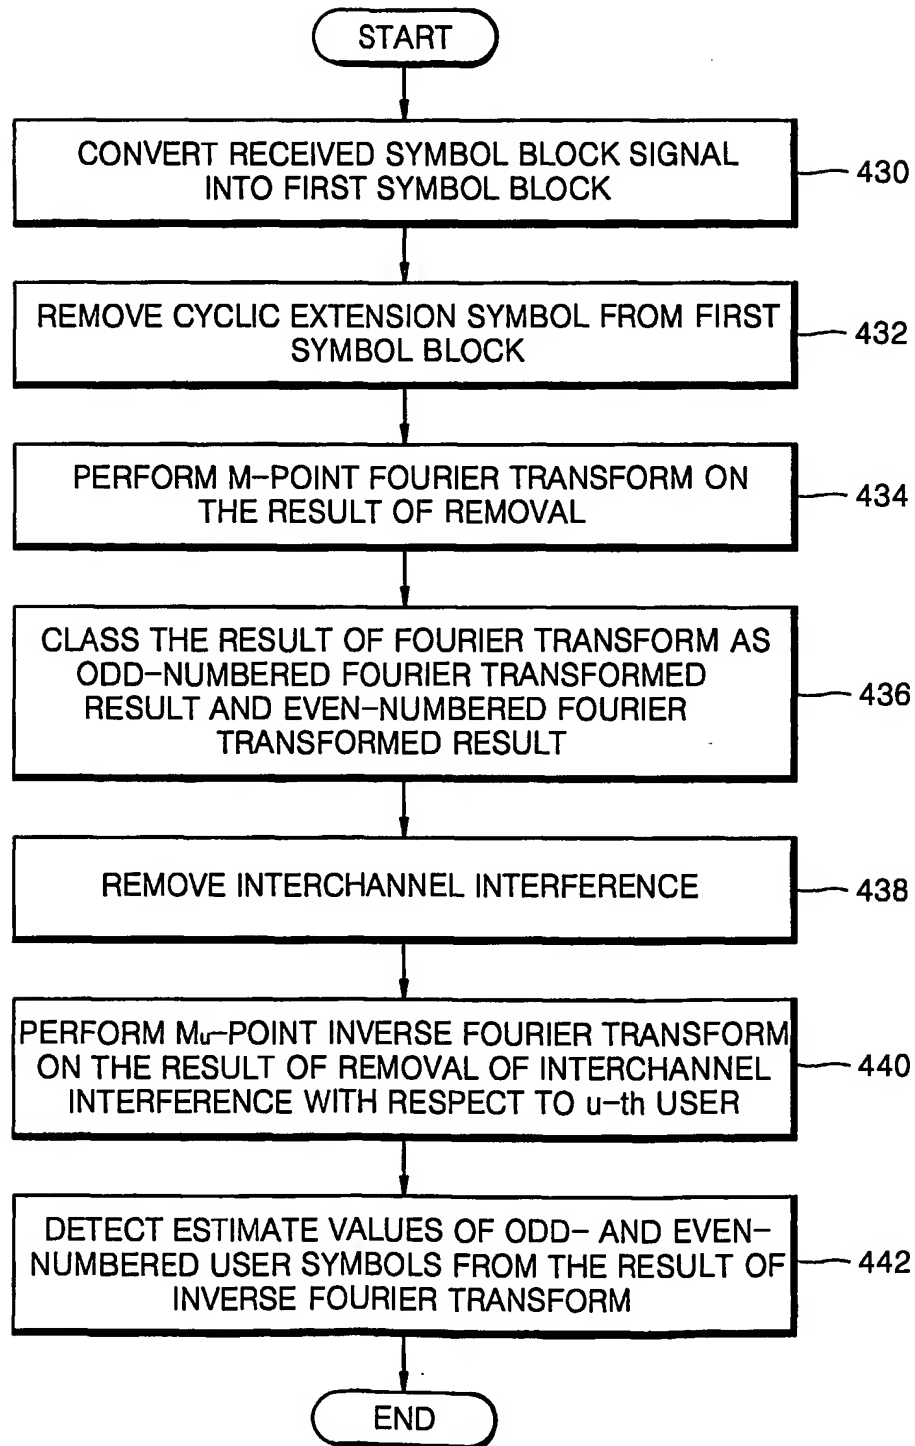 START
CONVERT RECEIVED SYMBOL BLOCK SIGNAL
INTO FIRST SYMBOL BLOCK
430
REMOVE CYCLIC EXTENSION SYMBOL FROM FIRST
SYMBOL BLOCK
432
PERFORM M-POINT FOURIER TRANSFORM ON
THE RESULT OF REMOVAL
434
CLASS THE RESULT OF FOURIER TRANSFORM AS
ODD-NUMBERED FOURIER TRANSFORMED
RESULT AND EVEN-NUMBERED FOURIER
TRANSFORMED RESULT
436
REMOVE INTERCHANNEL INTERFERENCE
438
PERFORM Mu-POINT INVERSE FOURIER TRANSFORM
ON THE RESULT OF REMOVAL OF INTERCHANNEL
INTERFERENCE WITH RESPECT TO u-th USER
440
DETECT ESTIMATE VALUES OF ODD- AND EVEN-
NUMBERED USER SYMBOLS FROM THE RESULT OF
INVERSE FOURIER TRANSFORM
442
END